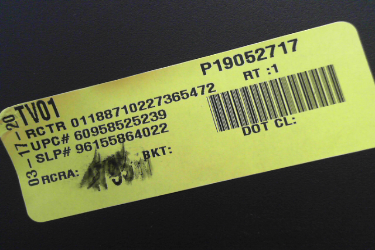 03-17-20
TV01
P19052717
RCTR 01188710227365472
RT :1
UPC# 60958525239
SLP# 96155864022
DOT CL:
RCRA:
BKT: